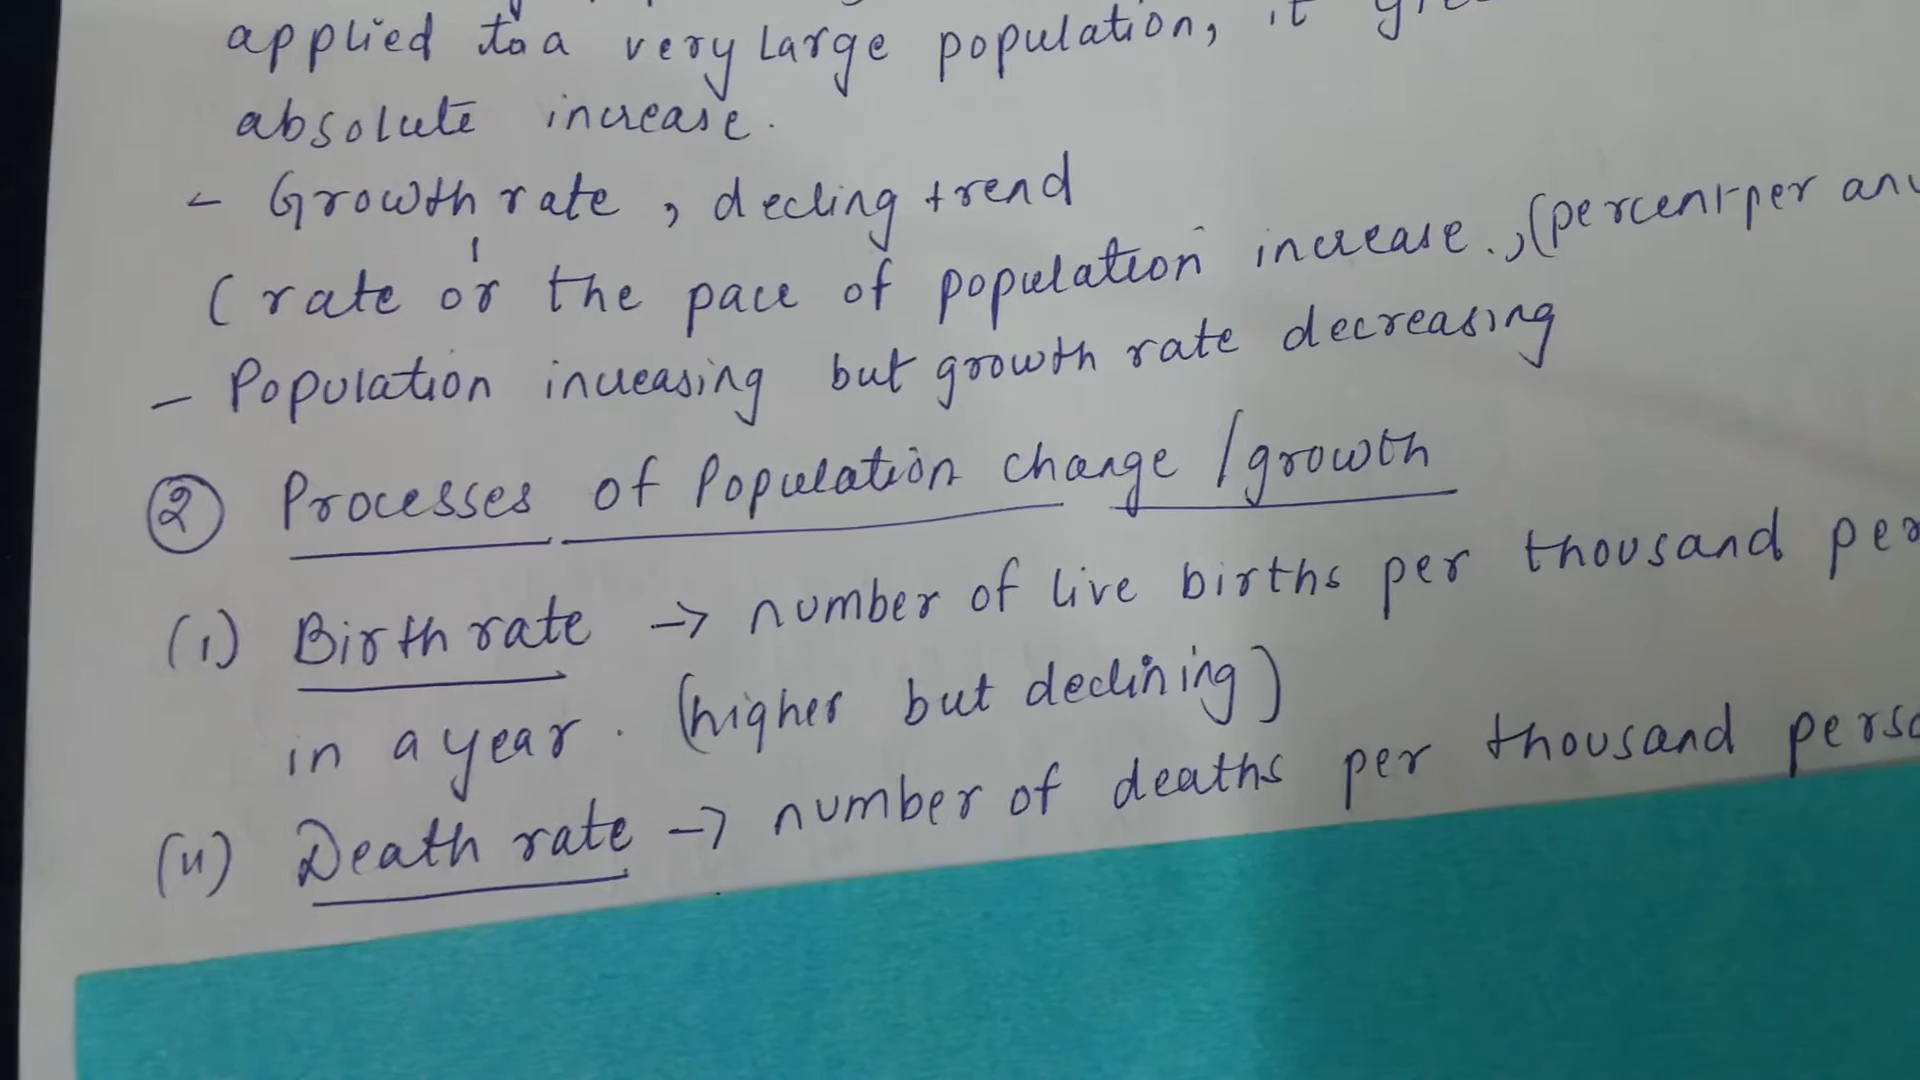 applied to a very Large population, it
absolute increase.
- Growth rate, decling trend
(rate or the pace of population increase., (percent per
- Population increasing but growth rate decreasing
② Processes of Population change / growth
(i) Birth rate → number of live births per thousand
in a year. (higher but declining)
(ii) Death rate → number of deaths per thousand